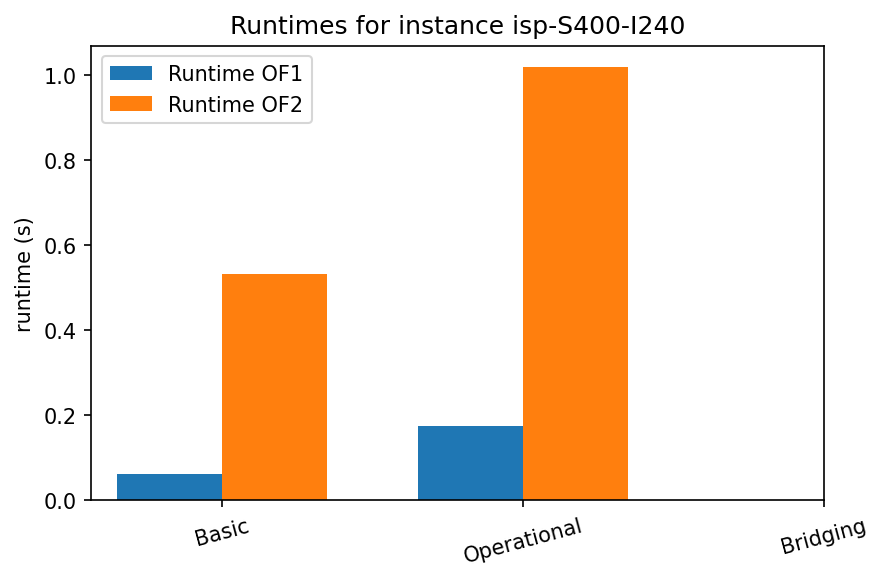 Runtimes for instance isp-S400-I240
Runtime OF1
Runtime OF2
runtime (s)
1.0
0.8
0.6
0.4
0.2
0.0
Basic
Operational
Bridging